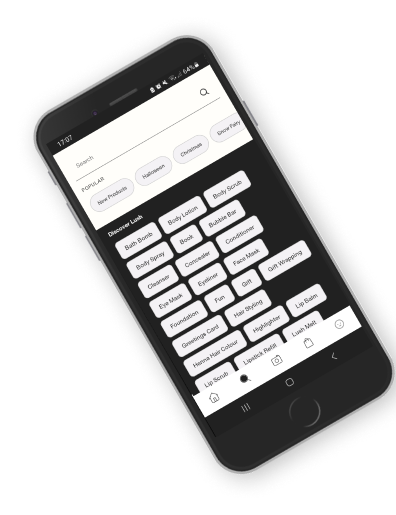 17:07 64%
Search
POPULAR
New Products Halloween Christmas Snow Fairy
Discover Lush
Bath Bomb Body Lotion Body Scrub
Body Spray Book Bubble Bar
Cleanser Concealer Conditioner
Eye Mask Eyeliner Face Mask
Foundation Fun Gift Gift Wrapping
Greetings Card Hair Styling
Henna Hair Colour Highlighter Lip Balm
Lip Scrub Lipstick Refill Lush Melt